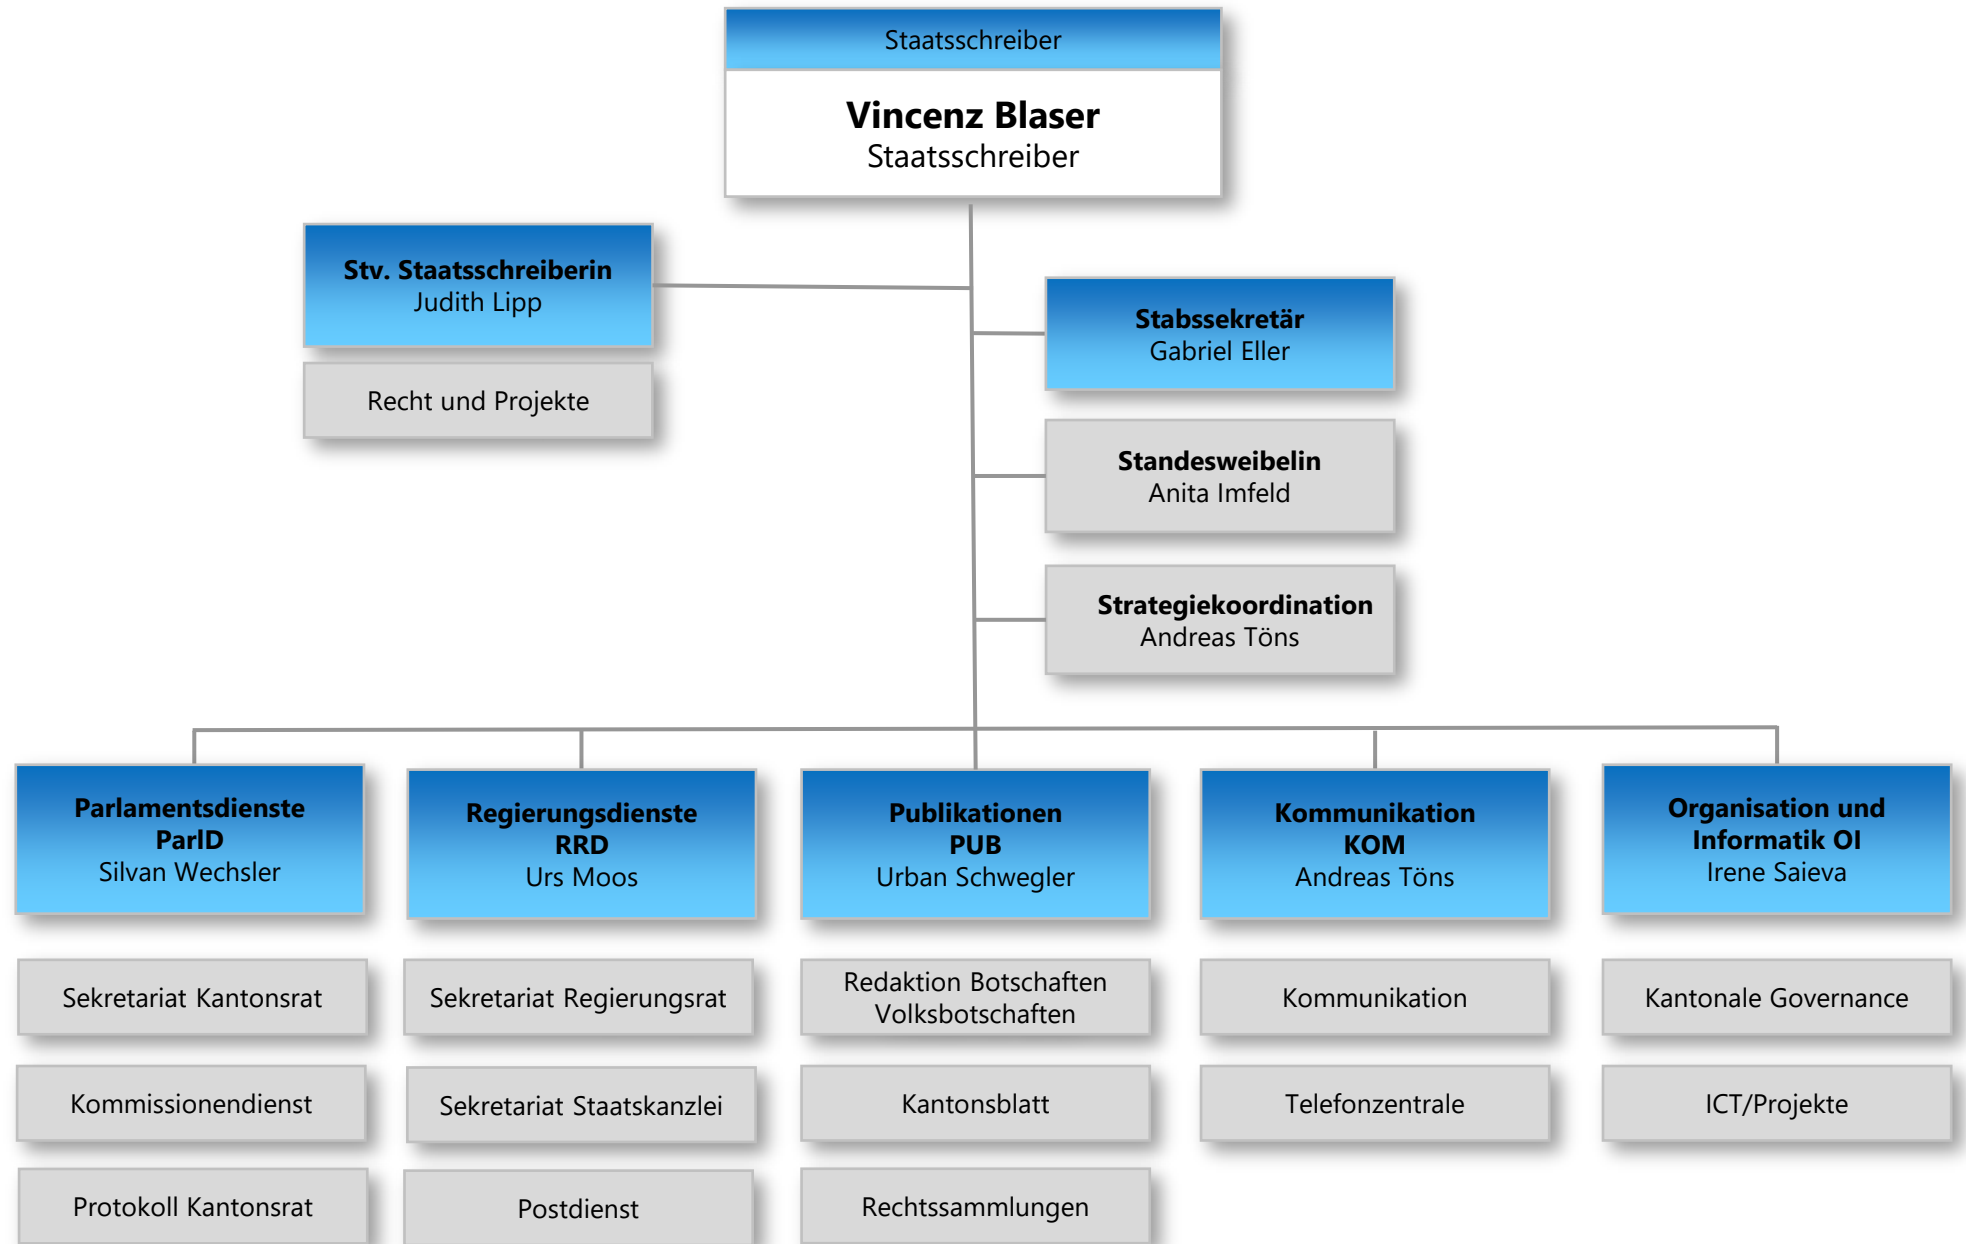 Staatsschreiber
Vincenz Blaser
Staatsschreiber
Stv. Staatsschreiberin
Judith Lipp
Recht und Projekte
Stabssekretär
Gabriel Eller
Standesweibelin
Anita Imfeld
Strategiekoordination
Andreas Töns
Parlamentsdienste
ParlD
Silvan Wechsler
Regierungsdienste
RRD
Urs Moos
Publikationen
PUB
Urban Schwegler
Kommunikation
KOM
Andreas Töns
Organisation und
Informatik OI
Irene Saieva
Sekretariat Kantonsrat
Sekretariat Regierungsrat
Redaktion Botschaften
Volksbotschaften
Kommunikation
Kantonale Governance
Kommissionendienst
Sekretariat Staatskanzlei
Kantonsblatt
Telefonzentrale
ICT/Projekte
Protokoll Kantonsrat
Postdienst
Rechtssammlungen